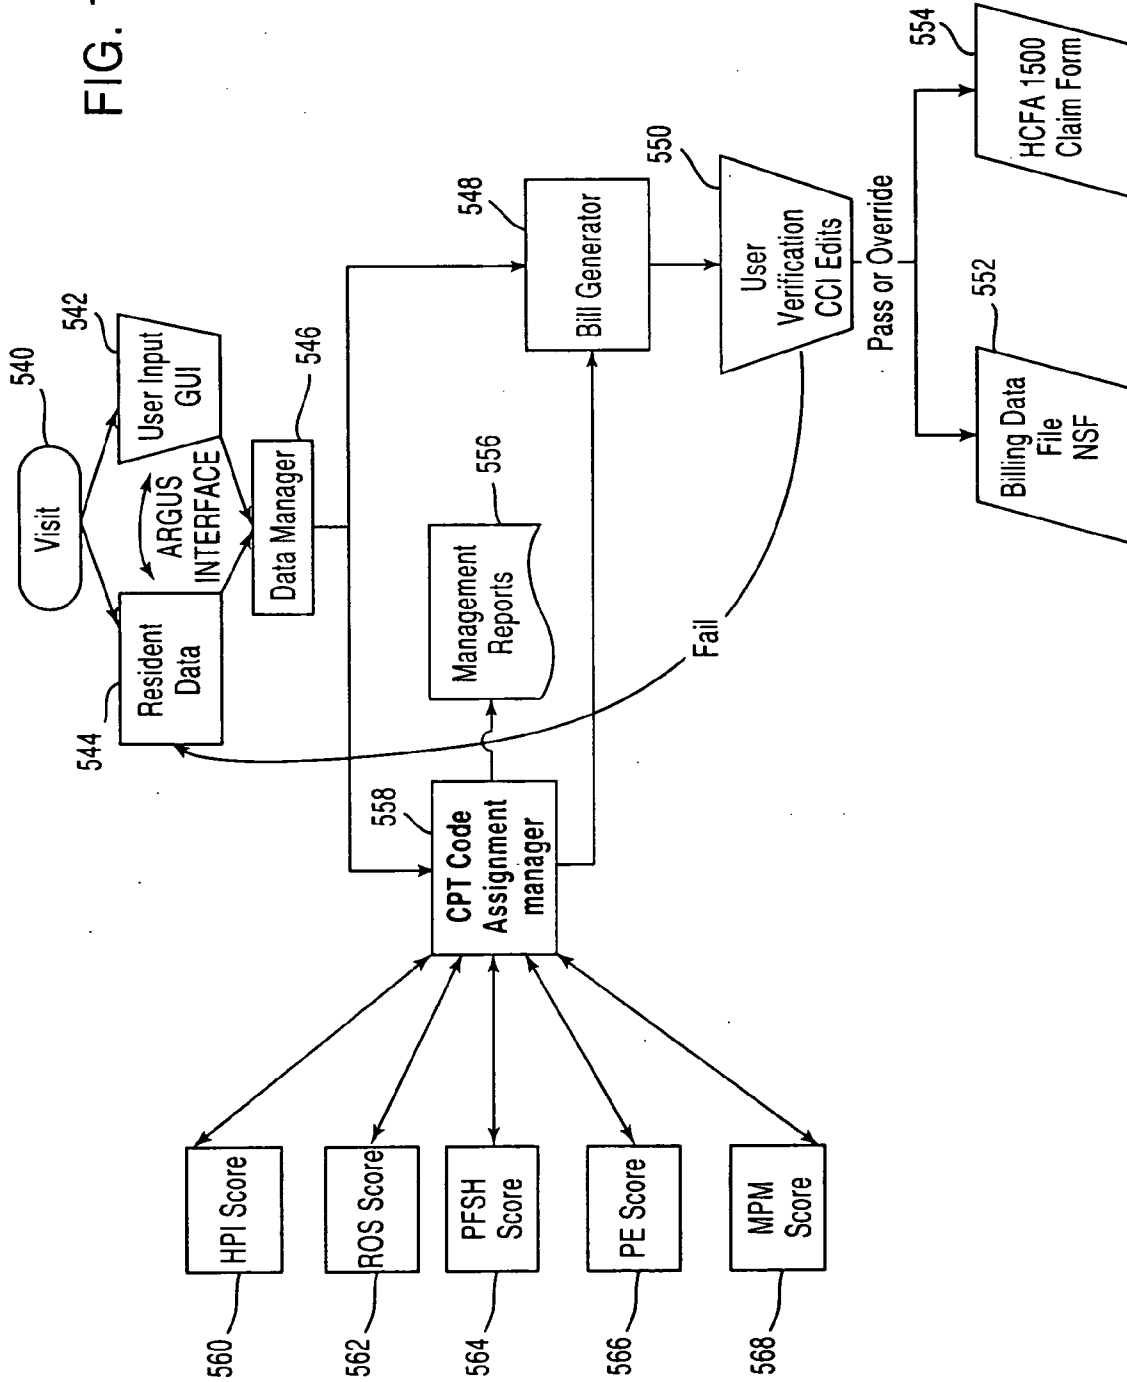 FIG.
540
Visit
542
User Input
GUI
544
Resident
Data
ARGUS
INTERFACE
546
Data Manager
548
Bill Generator
550
User
Verification
CCI Edits
Pass or Override
Fail
552
Billing Data
File
NSF
554
HCFA 1500
Claim Form
556
Management
Reports
558
CPT Code
Assignment
manager
560
HPI Score
562
ROS Score
564
PFSH
Score
566
PE Score
568
MPM
Score